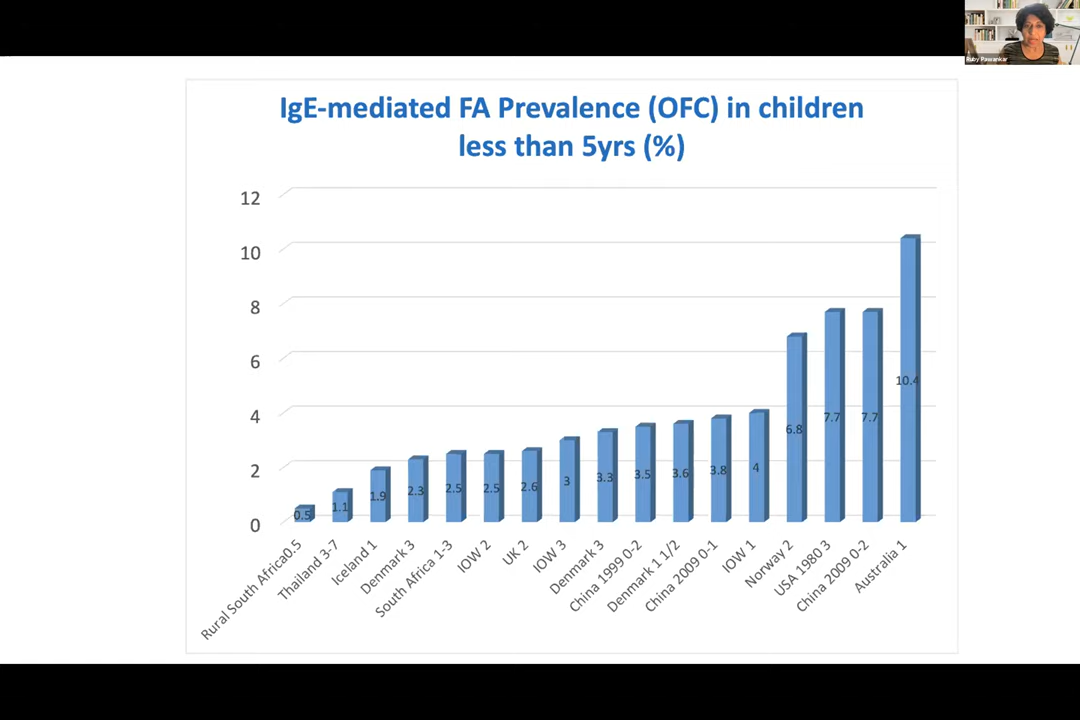 Ruby Pawankar
IgE-mediated FA Prevalence (OFC) in children
less than 5yrs (%)
12
10
8
6
4
2
0
0.5
1.1
1.9
2.3
2.5
2.5
2.6
3
3.3
3.5
3.6
3.8
4
6.8
7.7
7.7
10.4
Rural South Africa0.5
Thailand 3-7
Iceland 1
Denmark 3
South Africa 1-3
IOW 2
UK 2
IOW 3
Denmark 3
China 1999 0-2
Denmark 1 1/2
China 2009 0-1
IOW 1
Norway 2
USA 1980 3
China 2009 0-2
Australia 1